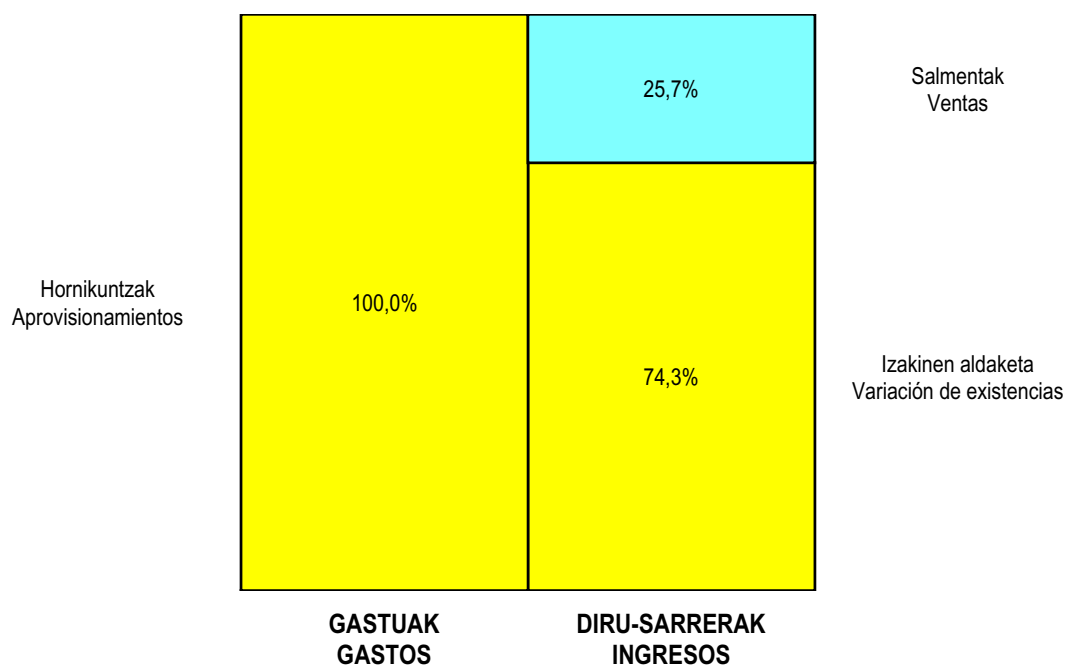 25,7%
Salmentak
Ventas
Hornikuntzak
Aprovisionamientos
100,0%
74,3%
Izakinen aldaketa
Variación de existencias
GASTUAK
GASTOS
DIRU-SARRERAK
INGRESOS